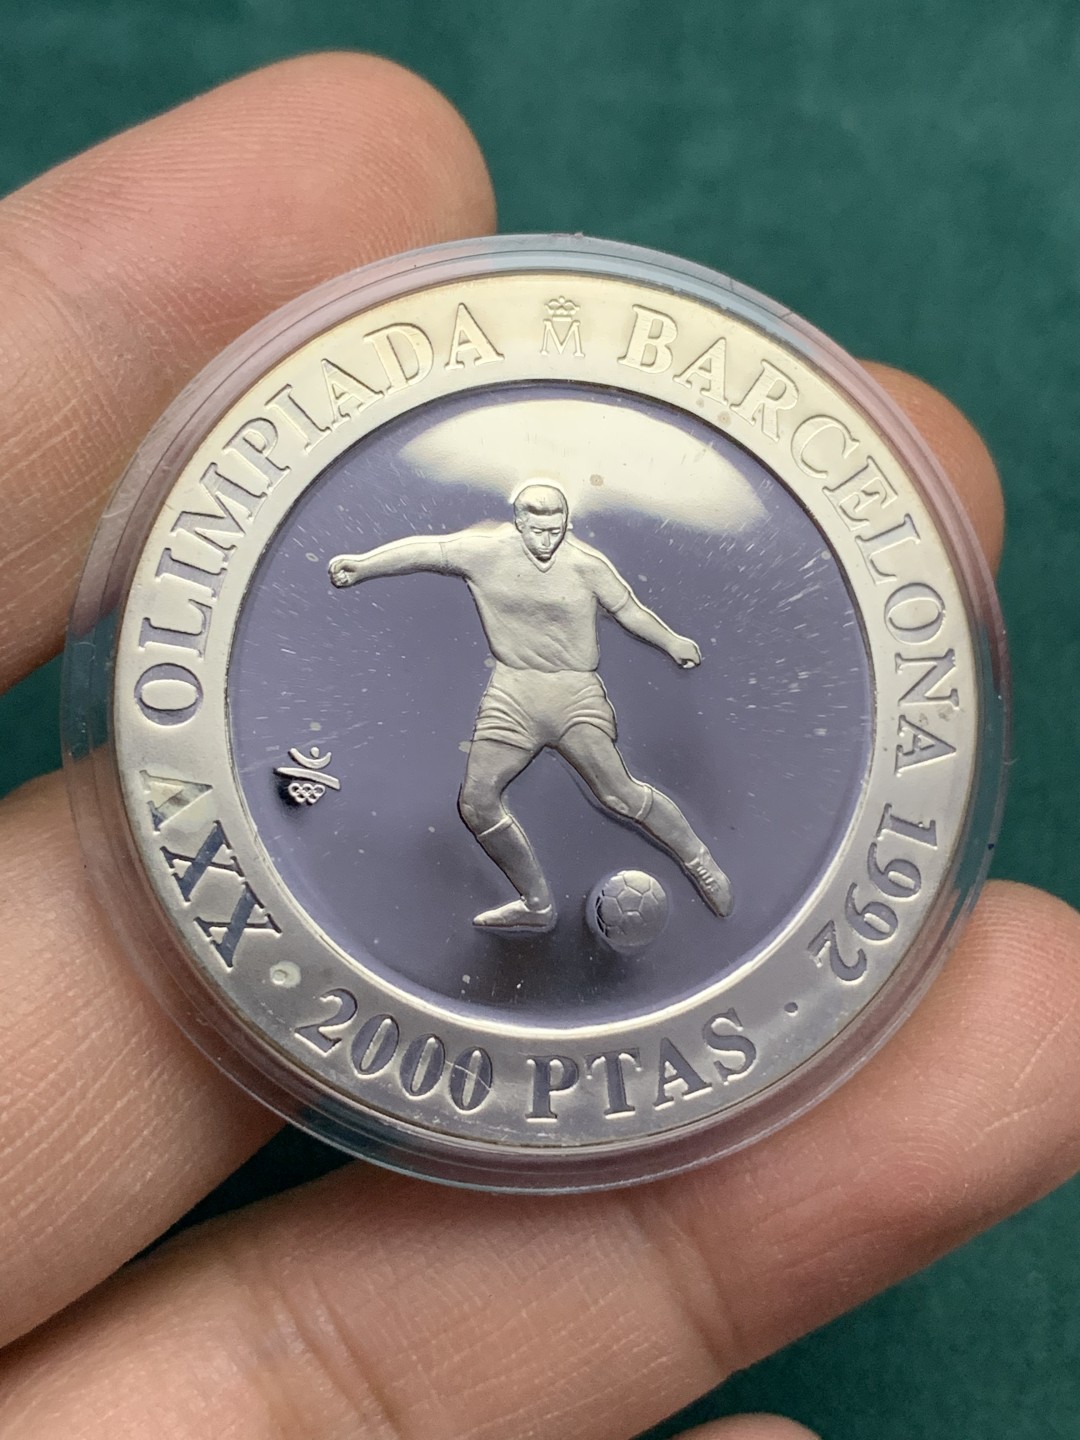 XXV OLIMPIADA M BARCELONA 1992
· 2000 PTAS ·